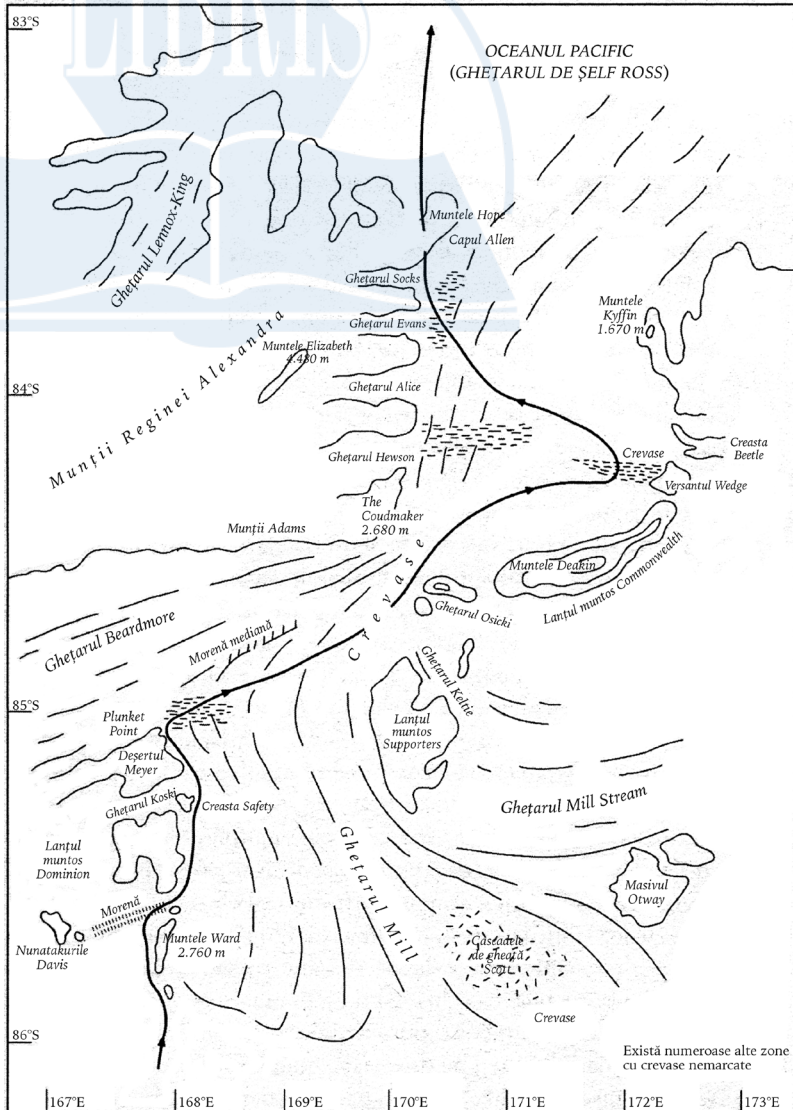 LIBRIS
83°S
OCEANUL PACIFIC
(GHEȚARUL DE ȘELF ROSS)
Ghețarul Lennox-King
Muntele Hope
Capul Allen
Ghețarul Socks
Ghețarul Evans
Muntele
Kyffin
1.670 m
Muntele Elizabeth
4.480 m
Munții Reginei Alexandra
84°S
Ghețarul Alice
Ghețarul Hewson
Crevase
Creasta
Beetle
Versantul Wedge
The
Coudmaker
2.680 m
Munții Adams
Crevase
Muntele Deakin
Lanțul muntos Commonwealth
Ghețarul Osicki
Ghețarul Beardmore
Morenă mediană
Ghețarul Keltie
85°S
Plunket
Point
Lanțul
muntos
Supporters
Deșertul
Meyer
Ghețarul Koski
Creasta Safety
Ghețarul Mill Stream
Lanțul
muntos
Dominion
Ghețarul Mill
Masivul
Otway
Morenă
Nunatakurile
Davis
Muntele Ward
2.760 m
Cascadele
de gheață
Scott
Crevase
86°S
Există numeroase alte zone
cu crevase nemarcate
167°E
168°E
169°E
170°E
171°E
172°E
173°E